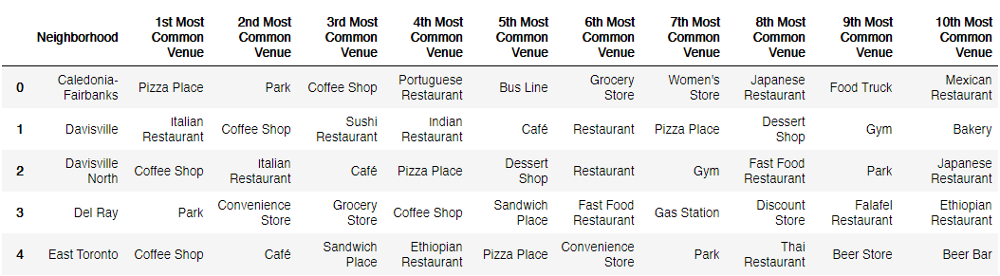 Neighborhood 1st Most Common Venue 2nd Most Common Venue 3rd Most Common Venue 4th Most Common Venue 5th Most Common Venue 6th Most Common Venue 7th Most Common Venue 8th Most Common Venue 9th Most Common Venue 10th Most Common Venue
0 Caledonia-Fairbanks Pizza Place Park Coffee Shop Portuguese Restaurant Bus Line Grocery Store Women's Store Japanese Restaurant Food Truck Mexican Restaurant
1 Davisville Italian Restaurant Coffee Shop Sushi Restaurant Indian Restaurant Café Restaurant Pizza Place Dessert Shop Gym Bakery
2 Davisville North Coffee Shop Italian Restaurant Café Pizza Place Dessert Shop Restaurant Gym Fast Food Restaurant Park Japanese Restaurant
3 Del Ray Park Convenience Store Grocery Store Coffee Shop Sandwich Place Fast Food Restaurant Gas Station Discount Store Falafel Restaurant Ethiopian Restaurant
4 East Toronto Coffee Shop Café Sandwich Place Ethiopian Restaurant Pizza Place Convenience Store Park Thai Restaurant Beer Store Beer Bar